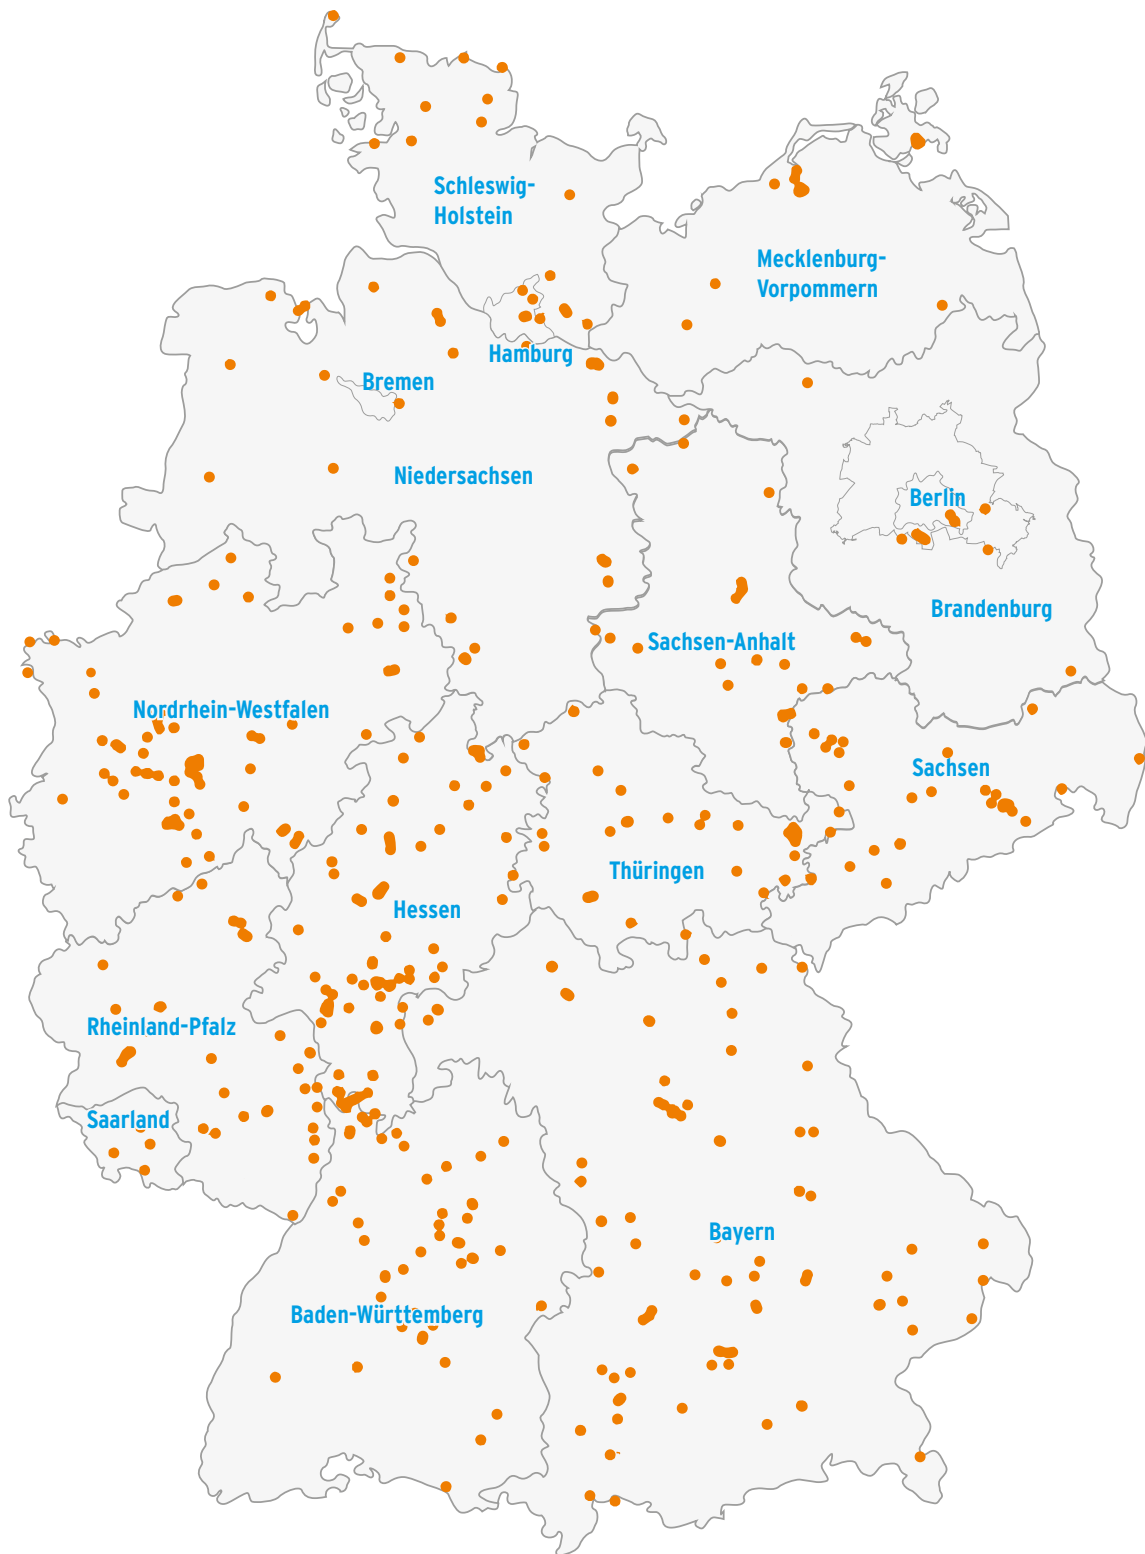 Schleswig-
Holstein
Mecklenburg-
Vorpommern
Hamburg
Bremen
Niedersachsen
Berlin
Brandenburg
Sachsen-Anhalt
Nordrhein-Westfalen
Sachsen
Thüringen
Hessen
Rheinland-Pfalz
Saarland
Bayern
Baden-Württemberg